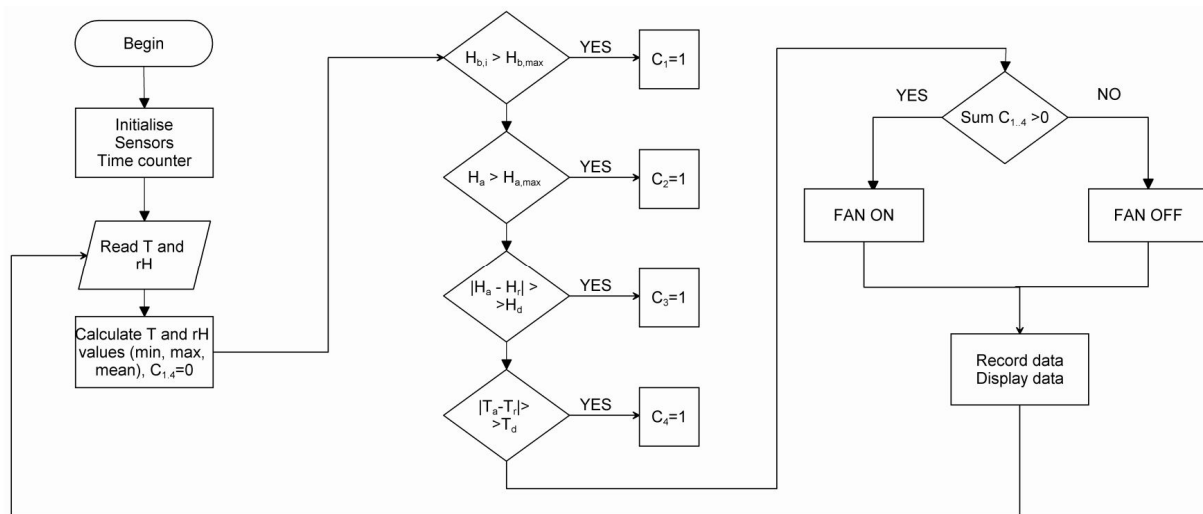 Begin
Initialise
Sensors
Time counter
Read T and
rH
Calculate T and rH
values (min, max,
mean), C1.4=0
Hb,i > Hb,max
YES
C1=1
Ha > Ha,max
YES
C2=1
|Ha - Hr| >
>Hd
YES
C3=1
|Ta-Tr|>
>Td
YES
C4=1
Sum C1..4 >0
YES
NO
FAN ON
FAN OFF
Record data
Display data